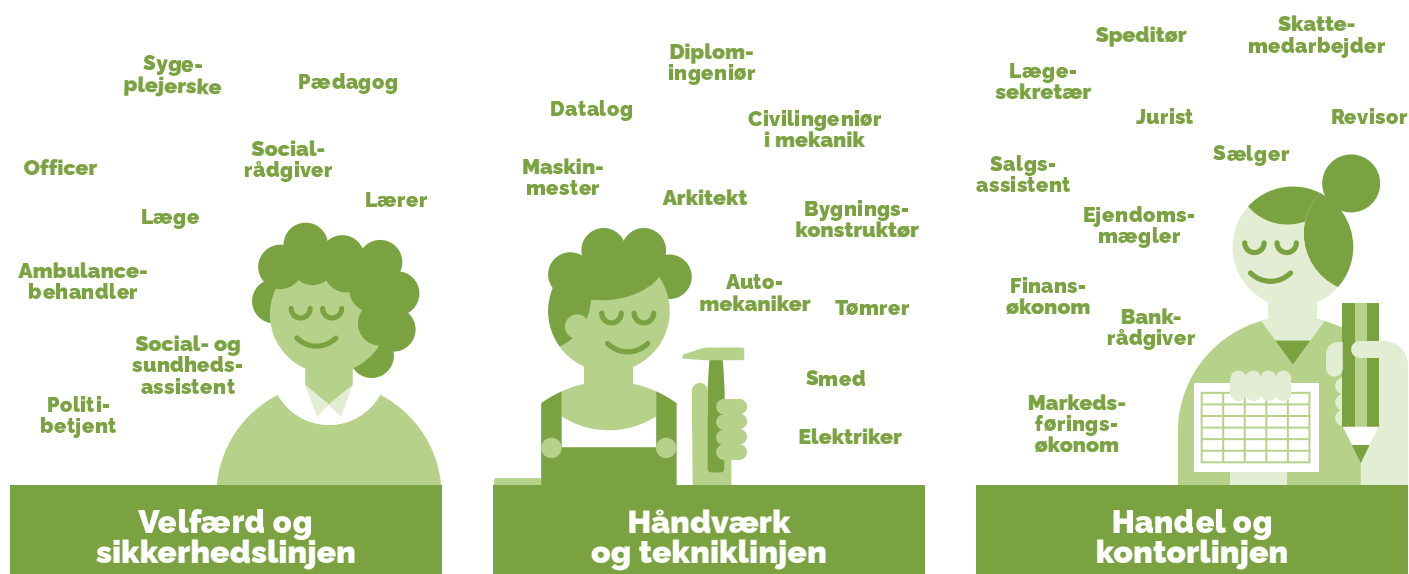 Syge-
plejerske
Pædagog
Officer
Social-
rådgiver
Læge
Lærer
Ambulance-
behandler
Social- og
sundheds-
assistent
Politi-
betjent
Velfærd og
sikkerhedslinjen
Diplom-
ingeniør
Datalog
Civilingeniør
i mekanik
Maskin-
mester
Arkitekt
Bygnings-
konstruktør
Auto-
mekaniker
Tømrer
Smed
Elektriker
Håndværk
og tekniklinjen
Speditør
Skatte-
medarbejder
Læge-
sekretær
Jurist
Revisor
Sælger
Salgs-
assistent
Ejendoms-
mægler
Finans-
økonom
Bank-
rådgiver
Markeds-
førings-
økonom
Handel og
kontorlinjen